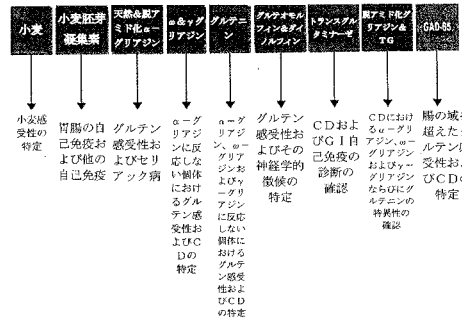 小麦
小麦胚芽
凝集素
天然&脱ア
ミド化α-グ
リアジン
ω&γグ
リアジン
グルテニ
ン
グルテオモル
フィン&ダイ
ノルフィン
トランスグル
タミナーゼ
脱アミド化グ
リアジン&
TG
GAD-65
小麦感
受性の
特定
胃腸の自
己免疫お
よび他の
自己免疫
グルテン
感受性お
よびセリ
アック病
α-グ
リアジ
ンに反
応しな
い個体
におけ
るグル
テン感
受性お
よびC
Dの
特定
α-グ
リアジ
ン、ω-
グリア
ジンお
よびγ-
グリア
ジンに反
応しな
い個体に
おける
グルテ
ン感受
性およ
びCD
の特定
グルテン
感受性お
よびその
神経学的
徴候の
特定
CDおよ
びGI自
己免疫の
診断の
確認
CDにおけ
るα-グリ
アジン、ω-
グリアジン
およびγ-
グリアジン
ならびにグ
ルテニンの
特異性の
確認
腸の域を
超えたグ
ルテン感
受性およ
びCDの
特定